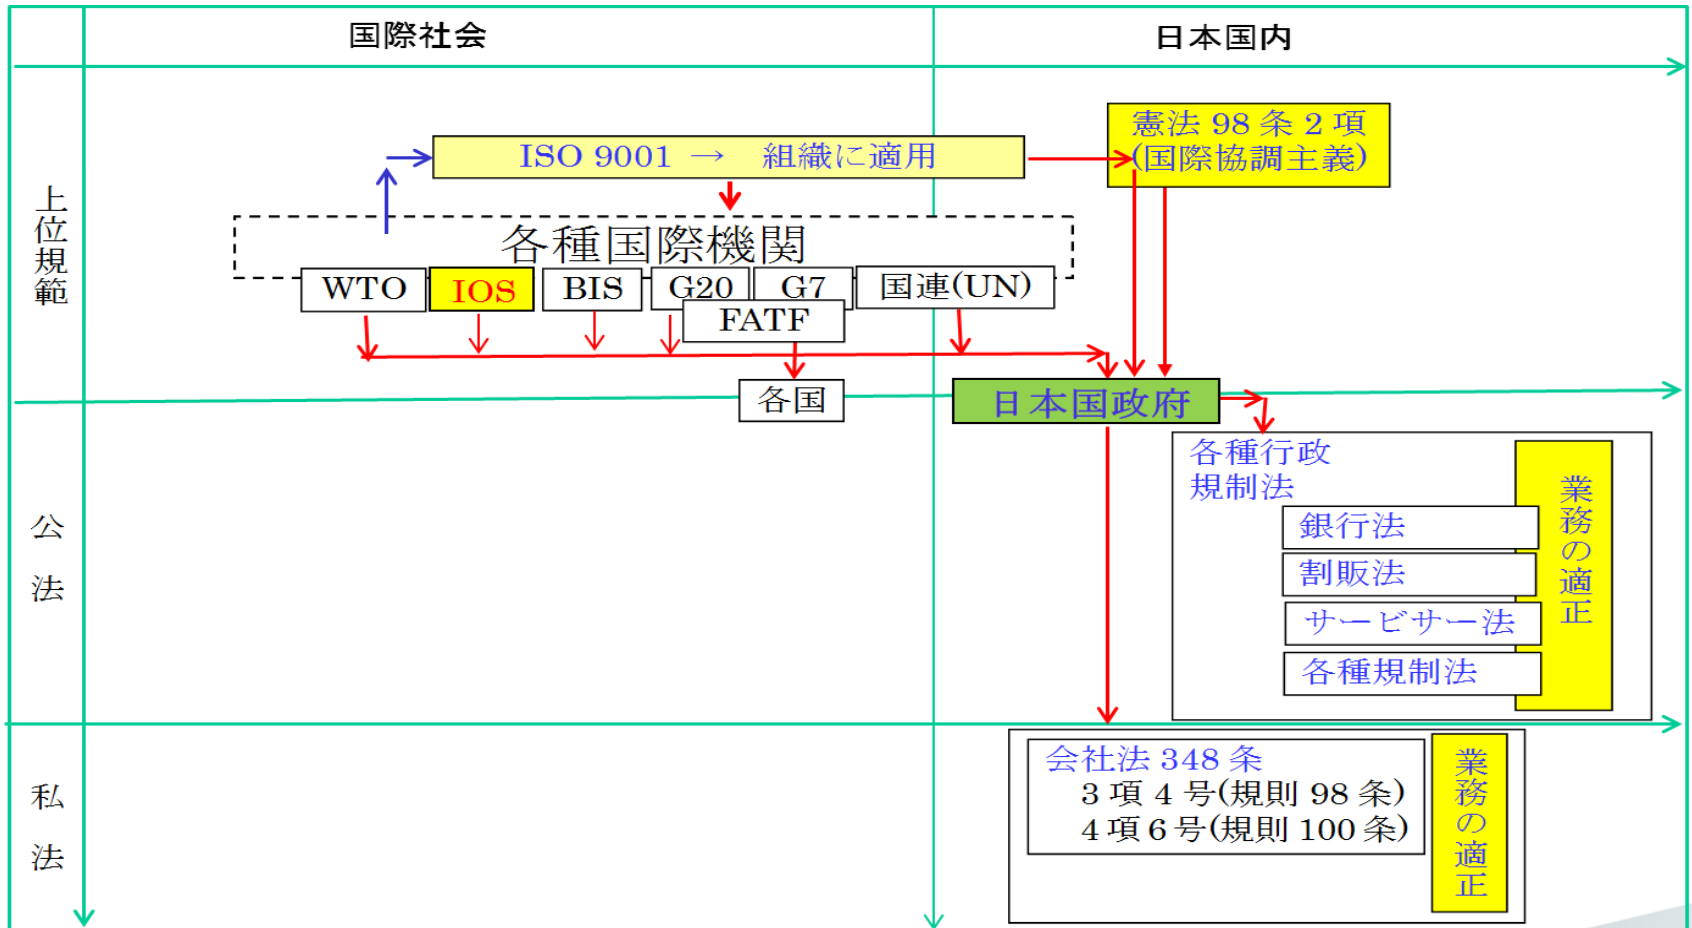 国際社会
日本国内
上位規範
ISO 9001 → 組織に適用
憲法 98 条 2 項
(国際協調主義)
各種国際機関
WTO
IOS
BIS
G20
G7
国連(UN)
FATF
各国
日本国政府
公法
各種行政
規制法
銀行法
割販法
サービサー法
各種規制法
業務の適正
私法
会社法 348 条
3 項 4 号(規則 98 条)
4 項 6 号(規則 100 条)
業務の適正